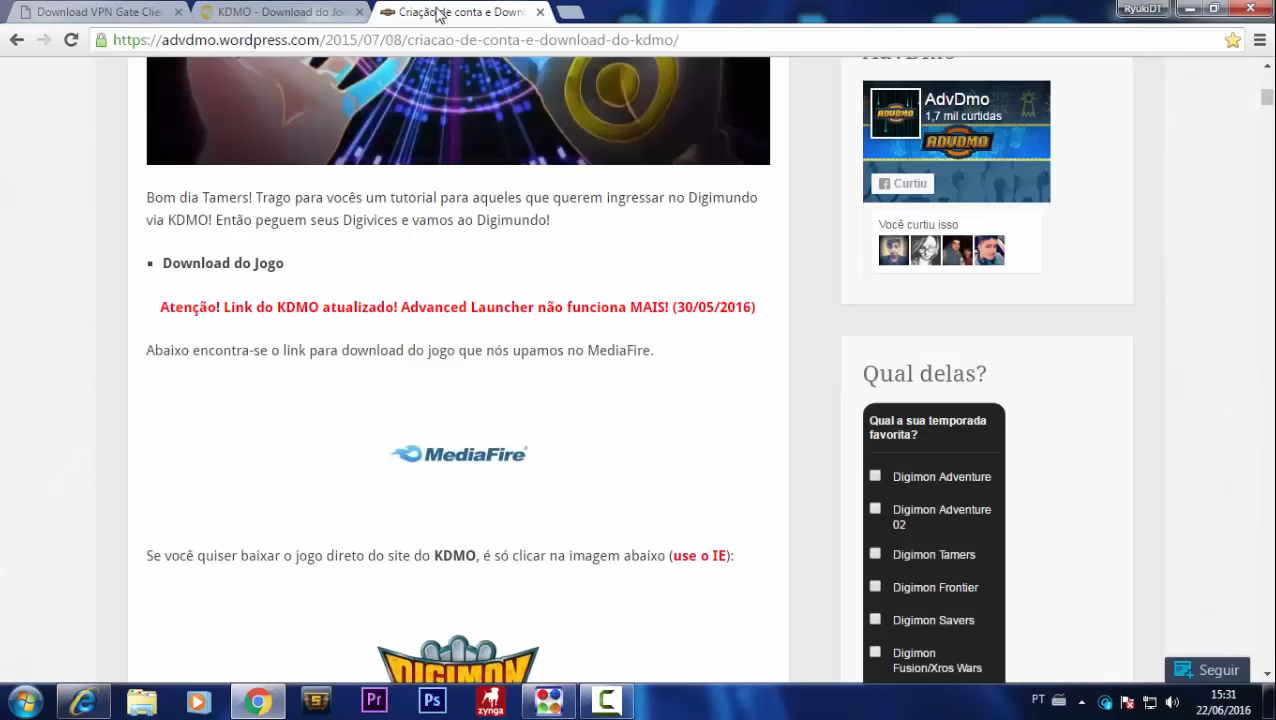 Download VPN Gate Clie
KDMO - Download do Jo
Criação de conta e Down
RyukiDT
https://advdmo.wordpress.com/2015/07/08/criacao-de-conta-e-download-do-kdmo/
Bom dia Tamers! Trago para vocês um tutorial para aqueles que querem ingressar no Digimundo
via KDMO! Então peguem seus Digivices e vamos ao Digimundo!
Download do Jogo
Atenção! Link do KDMO atualizado! Advanced Launcher não funciona MAIS! (30/05/2016)
Abaixo encontra-se o link para download do jogo que nós upamos no MediaFire.
MediaFire
Se você quiser baixar o jogo direto do site do KDMO, é só clicar na imagem abaixo (use o IE):
DIGIMON
AdvDmo
ADVDMO
AdvDmo
1,7 mil curtidas
ADVDMO
Curtiu
Você curtiu isso
Qual delas?
Qual a sua temporada
favorita?
Digimon Adventure
Digimon Adventure
02
Digimon Tamers
Digimon Frontier
Digimon Savers
Digimon
Fusion/Xros Wars
Seguir
Pr
Ps
zynga
PT
15:31
22/06/2016